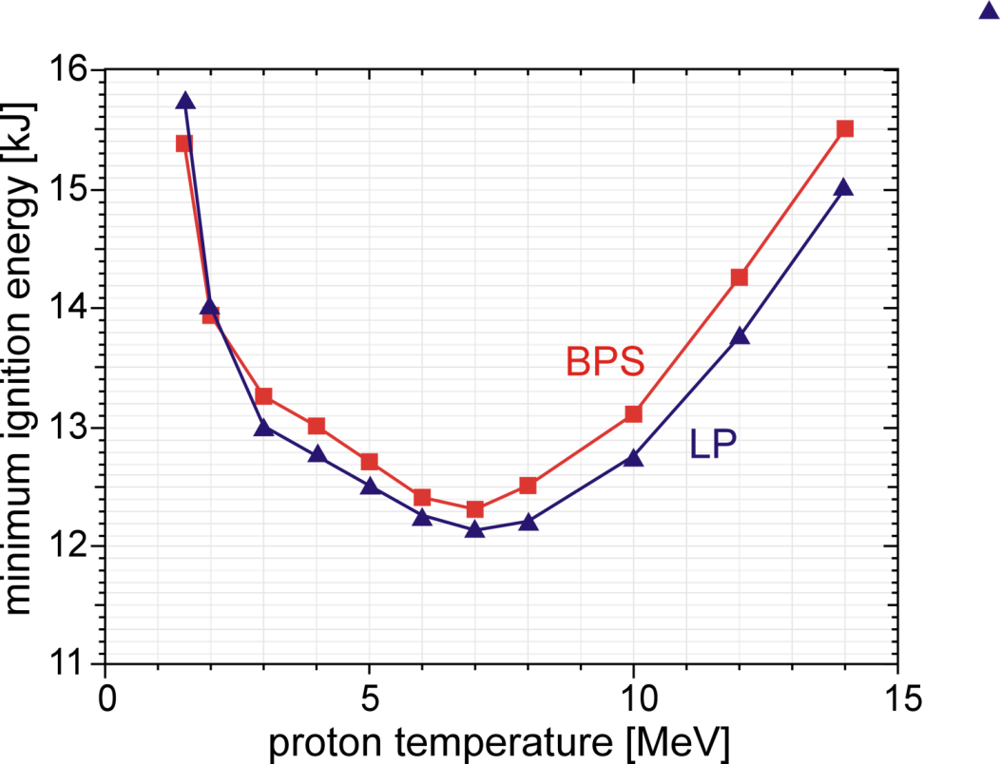 16
15
14
13
12
11
0
5
10
15
minimum ignition energy [kJ]
proton temperature [MeV]
BPS
LP